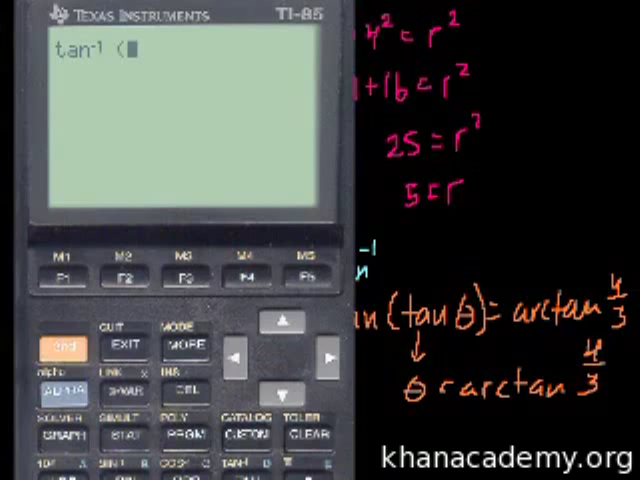 TEXAS INSTRUMENTS TI-85
tan⁻¹ (
4² = r²
+16 = r²
25 = r²
5 = r
-1
(tan θ) = arctan 4/3
θ = arctan 4/3
M1 M2 M3 M4 M5
F1 F2 F3 F4 F5
QUIT MODE
2nd EXIT MORE
alpha LINK X INS
ALPHA X-VAR DEL
SOLVER SIMULT POLY CATALOG TOLER
GRAPH STAT PRGM CUSTOM CLEAR
khanacademy.org